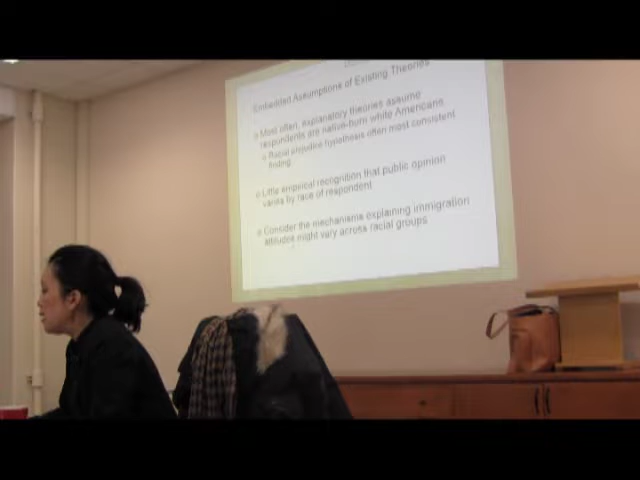 Embedded Assumptions of Existing Theories
Most often, explanatory theories assume
respondents are native-born white Americans
Racial prejudice hypothesis often most consistent
finding
Little empirical recognition that public opinion
varies by race of respondent
Consider the mechanisms explaining immigration
attitudes might vary across racial groups